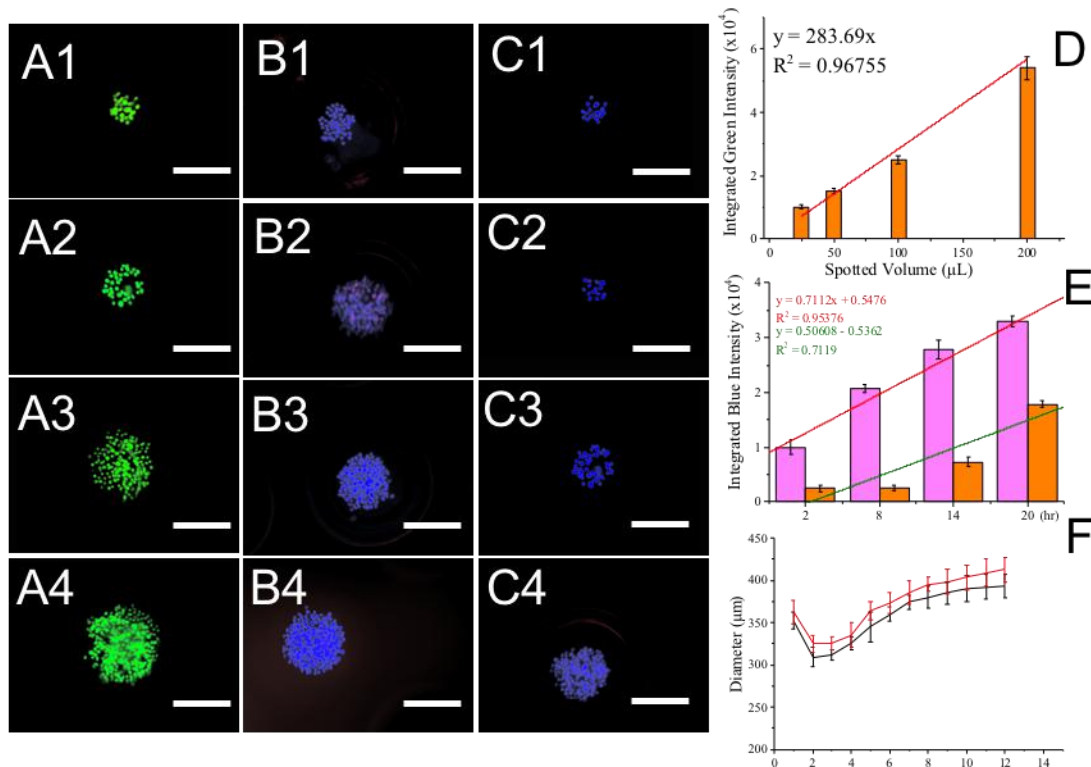 A1
B1
C1
A2
B2
C2
A3
B3
C3
A4
B4
C4
D
y = 283.69x
R² = 0.96755
Integrated Green Intensity (x10⁴)
6
4
2
0
0 50 100 150 200
Spotted Volume (µL)
E
y = 0.7112x + 0.5476
R² = 0.95376
y = 0.50608 - 0.5362
R² = 0.7119
Integrated Blue Intensity (x10⁴)
4
3
2
1
0
2 8 14 20 (hr)
F
Diameter (µm)
450
400
350
300
250
200
0 2 4 6 8 10 12 14